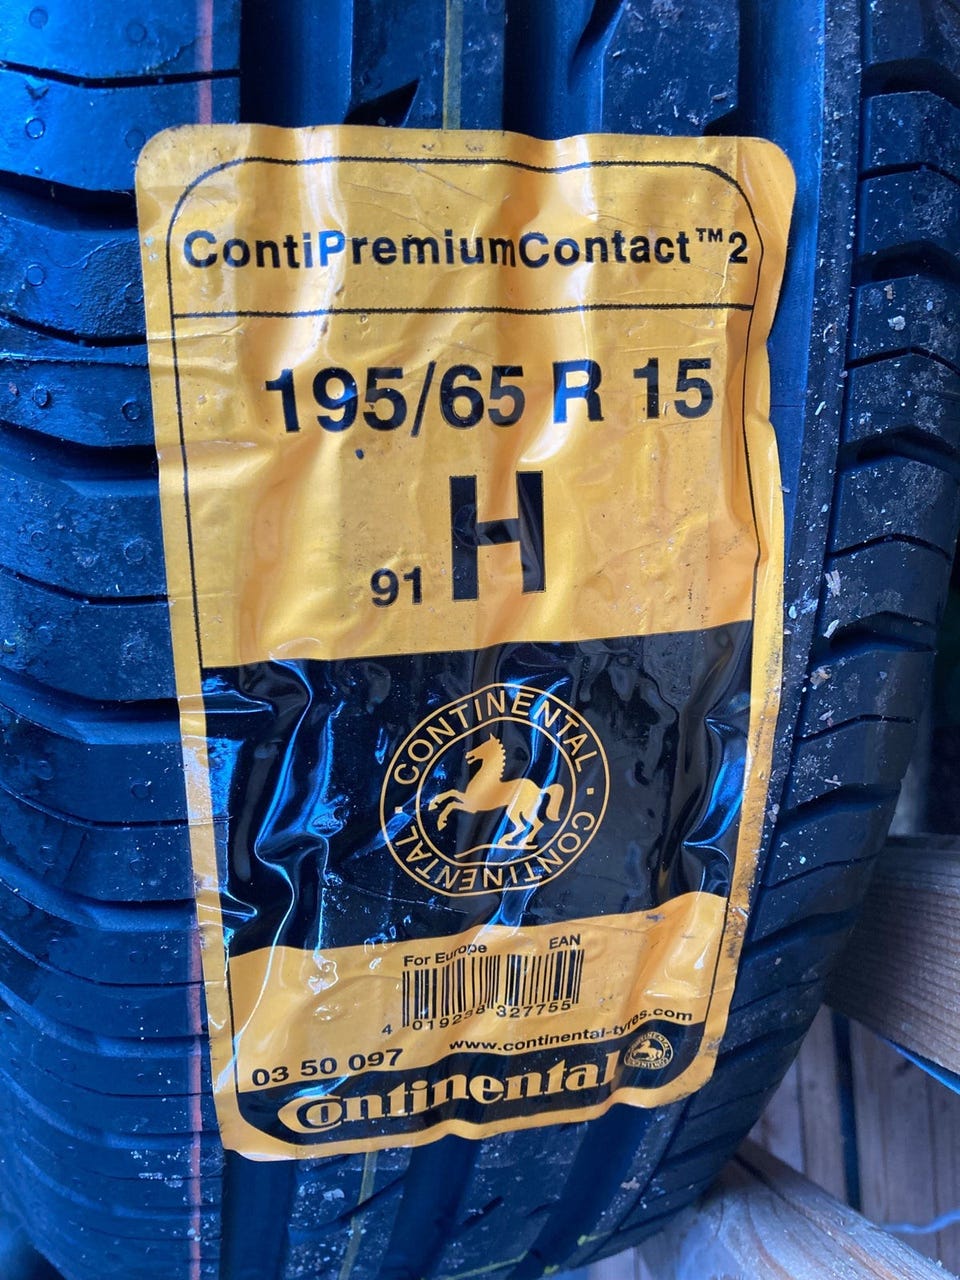 ContiPremiumContact™2
195/65 R 15
91 H
CONTINENTAL · CONTINENTAL ·
For Europe EAN
4 019238 327755
www.continental-tyres.com
03 50 097
Continental